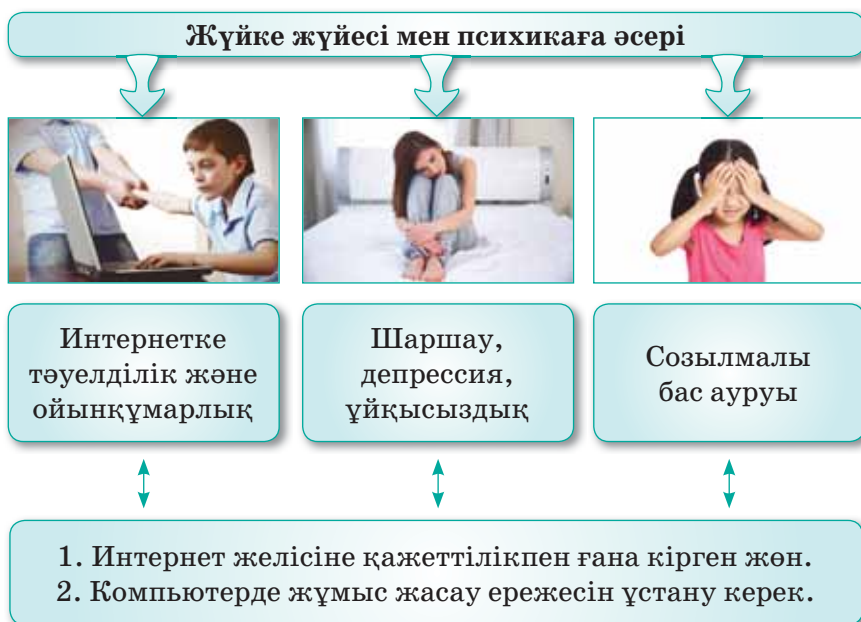 Жүйке жүйесі мен психикаға әсері
Интернетке
тәуелділік және
ойынқұмарлық
Шаршау,
депрессия,
ұйқысыздық
Созылмалы
бас ауруы
1. Интернет желісіне қажеттілікпен ғана кірген жөн.
2. Компьютерде жұмыс жасау ережесін ұстану керек.